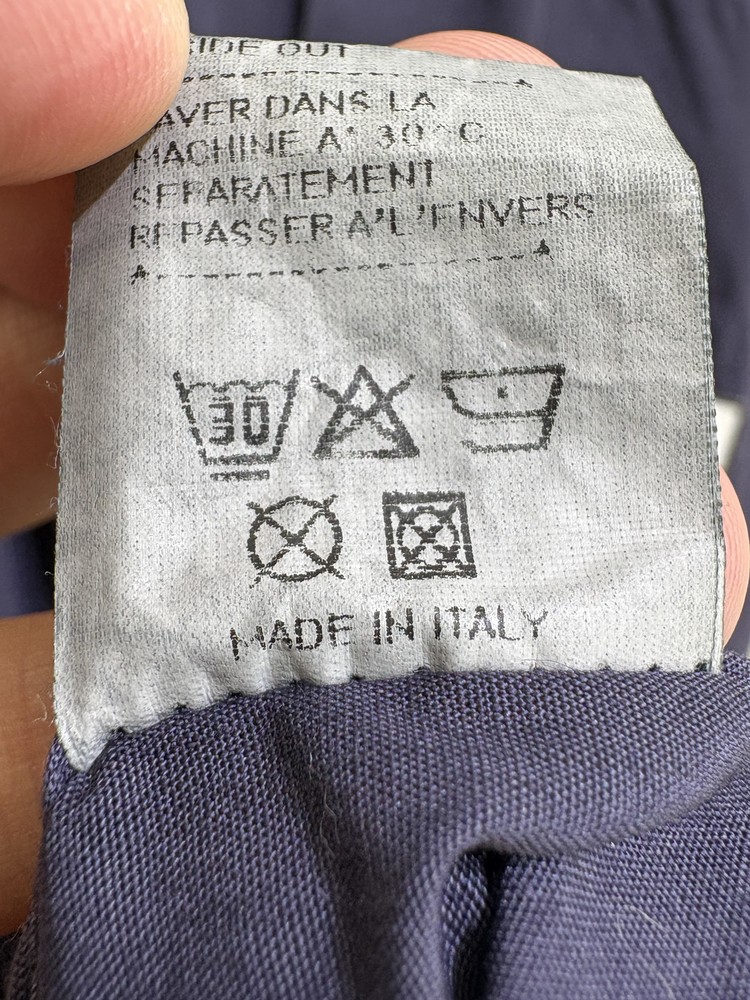 SIDE OUT
LAVER DANS LA
MACHINE A' 30°C
SEPARATEMENT
REPASSER A'L'ENVERS
30
MADE IN ITALY